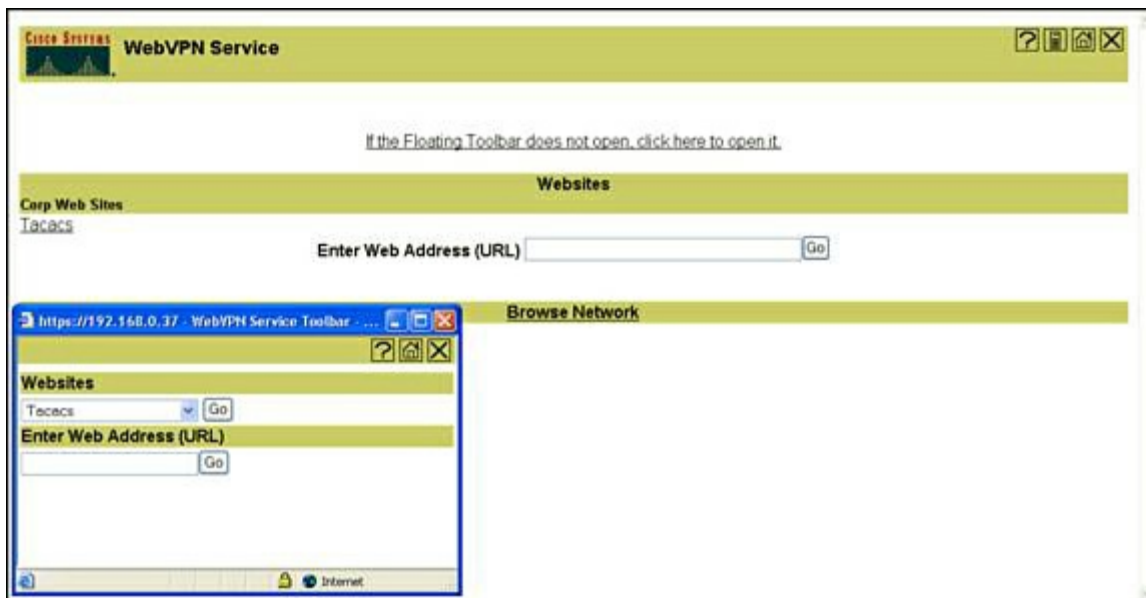 CISCO SYSTEMS
WebVPN Service
If the Floating Toolbar does not open, click here to open it.
Websites
Corp Web Sites
Tacacs
Enter Web Address (URL) Go
Browse Network
https://192.168.0.37 - WebVPN Service Toolbar - ...
Websites
Tacacs Go
Enter Web Address (URL)
Go
Internet